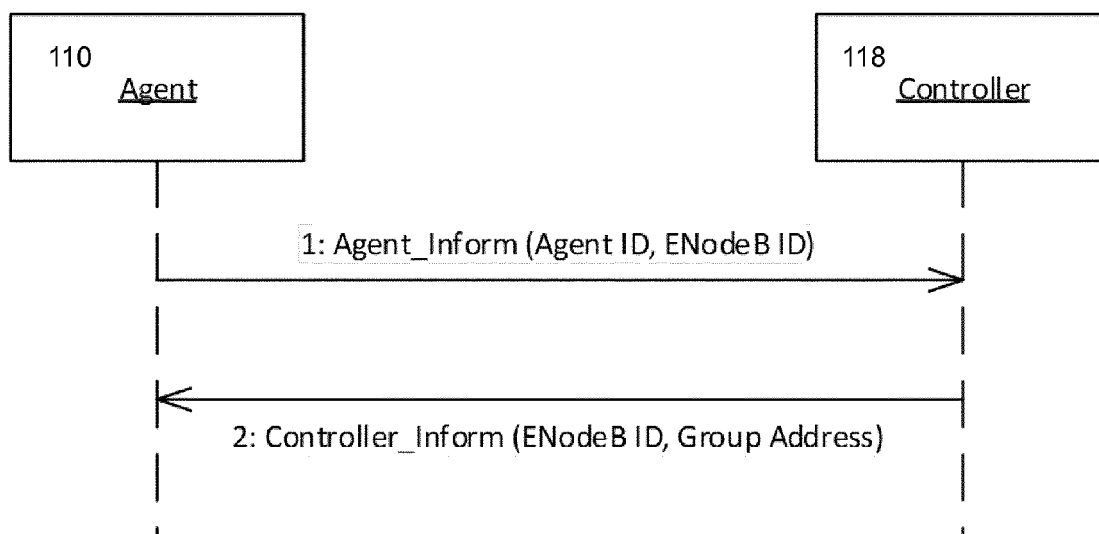 110
Agent
118
Controller
1: Agent_Inform (Agent ID, ENodeB ID)
2: Controller_Inform (ENodeB ID, Group Address)